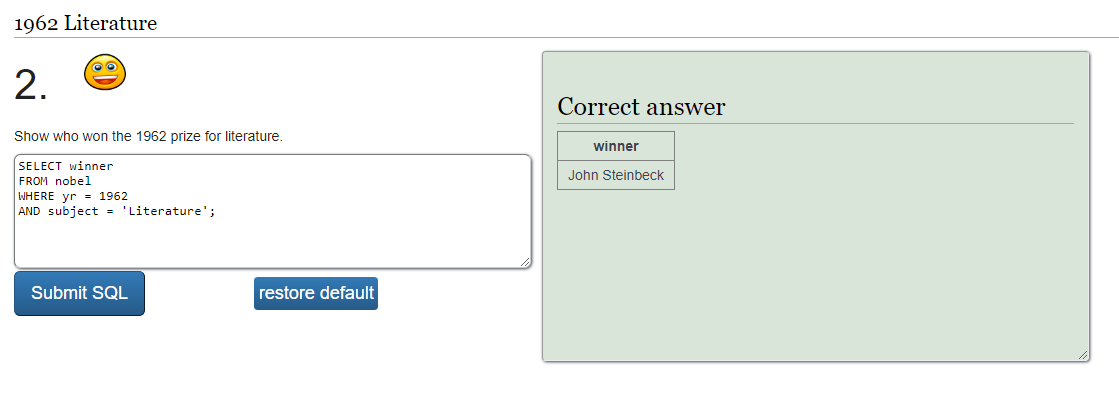 1962 Literature
2.
Show who won the 1962 prize for literature.
SELECT winner
FROM nobel
WHERE yr = 1962
AND subject = 'Literature';
Submit SQL
restore default
Correct answer
winner
John Steinbeck